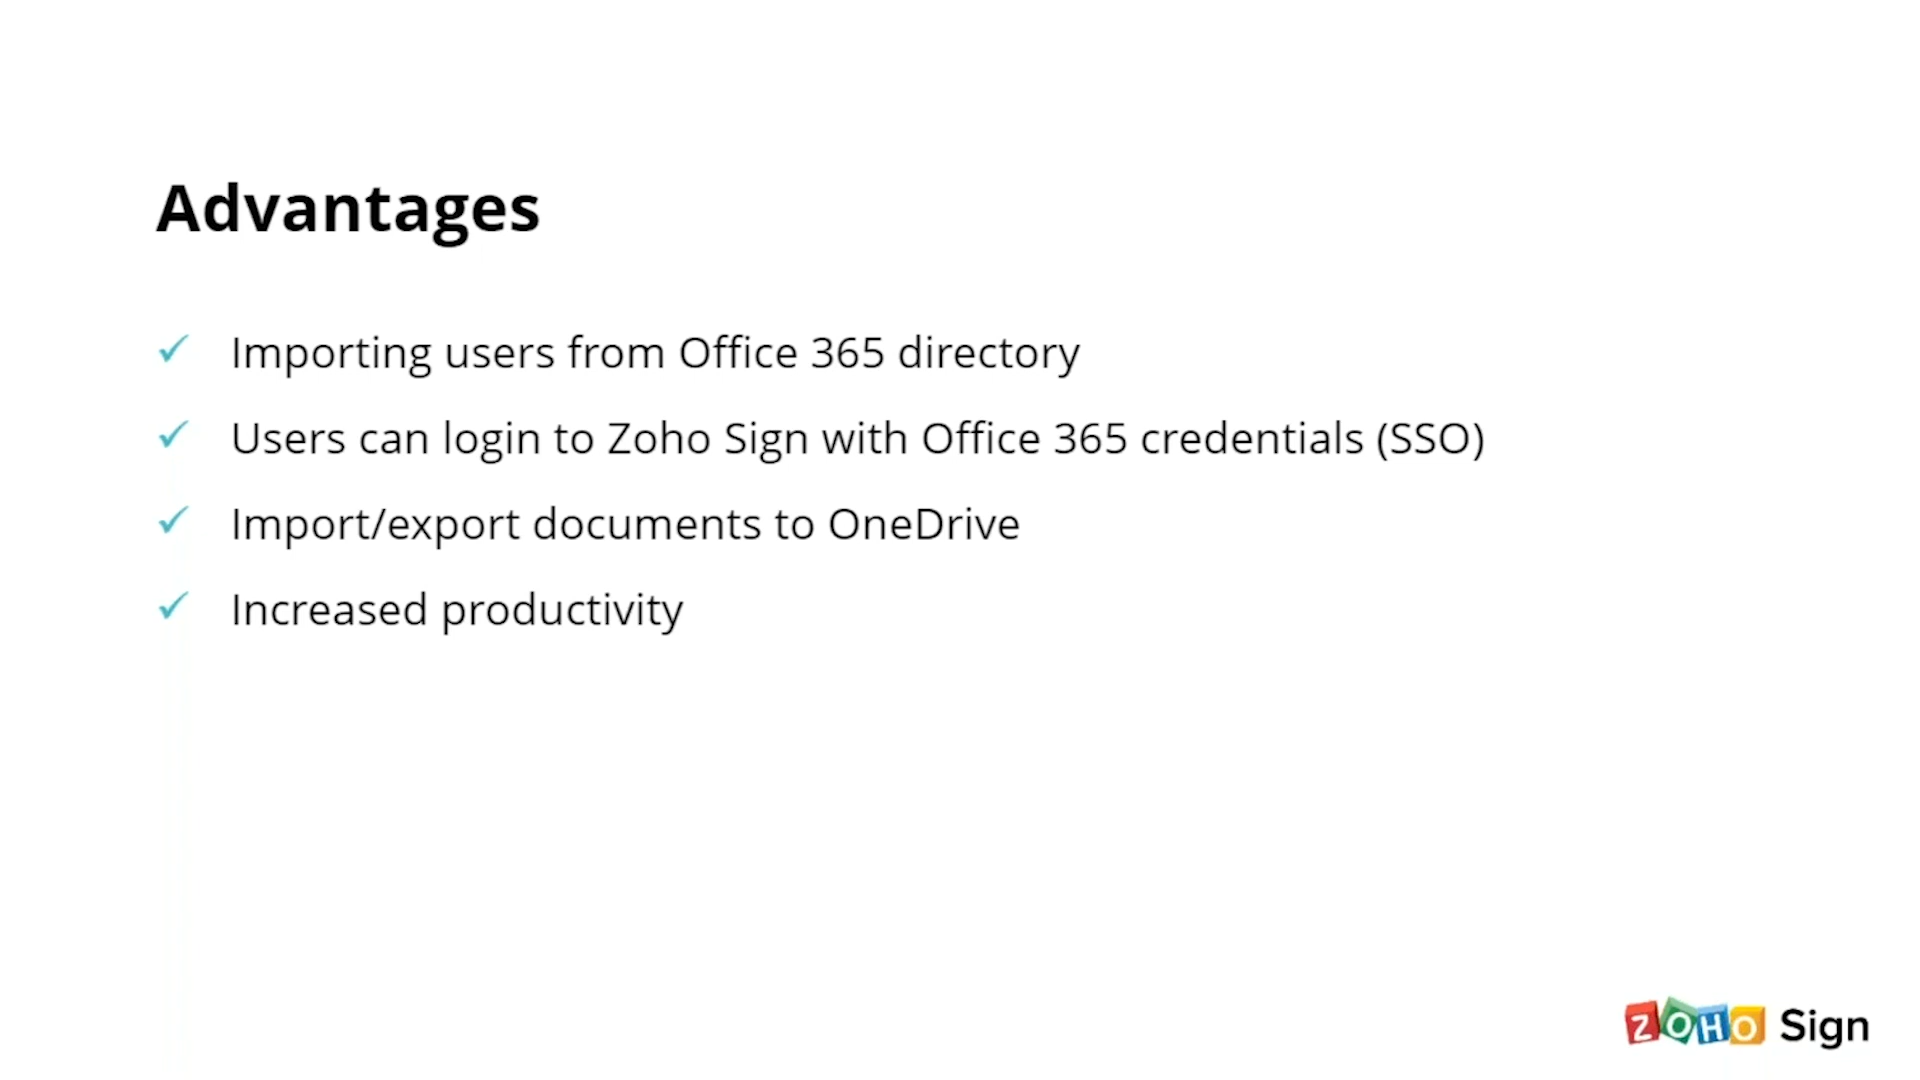 Advantages
Importing users from Office 365 directory
Users can login to Zoho Sign with Office 365 credentials (SSO)
Import/export documents to OneDrive
Increased productivity
ZOHO Sign